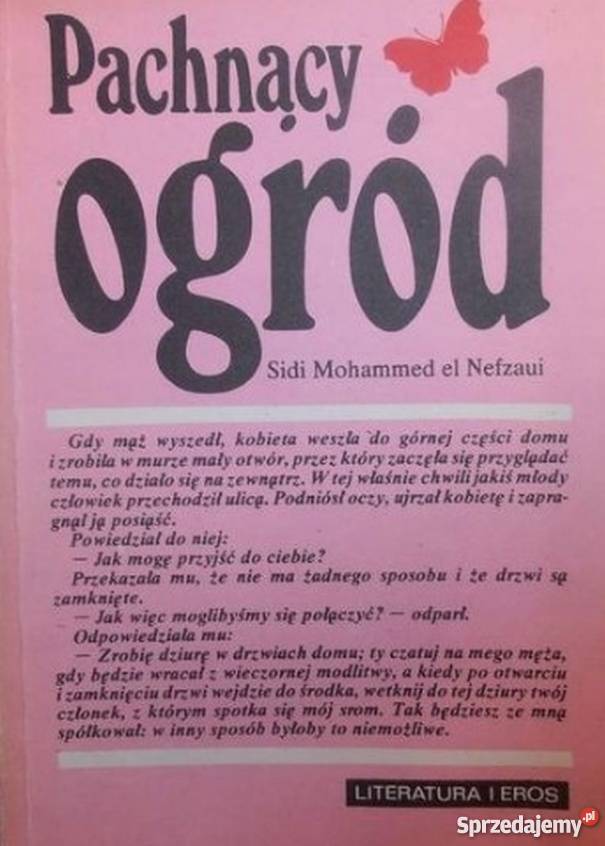 Pachnący
ogród
Sidi Mohammed el Nefzaui
Gdy mąż wyszedł, kobieta weszła do górnej części domu
i zrobiła w murze mały otwór, przez który zaczęła się przyglądać
temu, co działo się na zewnątrz. W tej właśnie chwili jakiś młody
człowiek przechodził ulicą. Podniósł oczy, ujrzał kobietę i zapra-
gnął ją posiąść.
Powiedział do niej:
— Jak mogę przyjść do ciebie?
Przekazała mu, że nie ma żadnego sposobu i że drzwi są
zamknięte.
— Jak więc moglibyśmy się połączyć? — odparł.
Odpowiedziała mu:
— Zrobię dziurę w drzwiach domu; ty czatuj na mego męża,
gdy będzie wracał z wieczornej modlitwy, a kiedy po otwarciu
i zamknięciu drzwi wejdzie do środka, wetknij do tej dziury twój
członek, z którym spotka się mój srom. Tak będziesz ze mną
spółkował: w inny sposób byłoby to niemożliwe.
LITERATURA I EROS
Sprzedajemy.pl